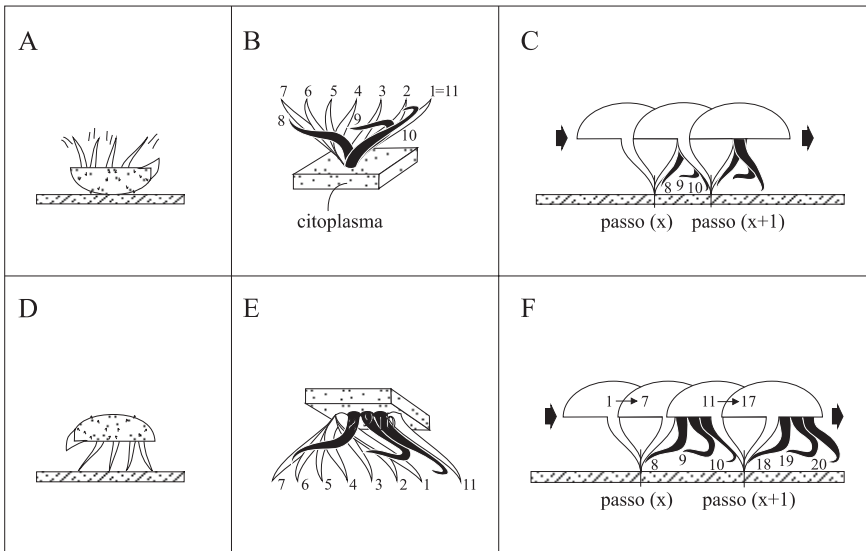 A
B
C
7 6 5 4 3 2 1=11
8 9 10
citoplasma
8 9 10
passo (x) passo (x+1)
D
E
F
7 6 5 4 3 2 1 11
1 7 11 17
8 9 10 18 19 20
passo (x) passo (x+1)